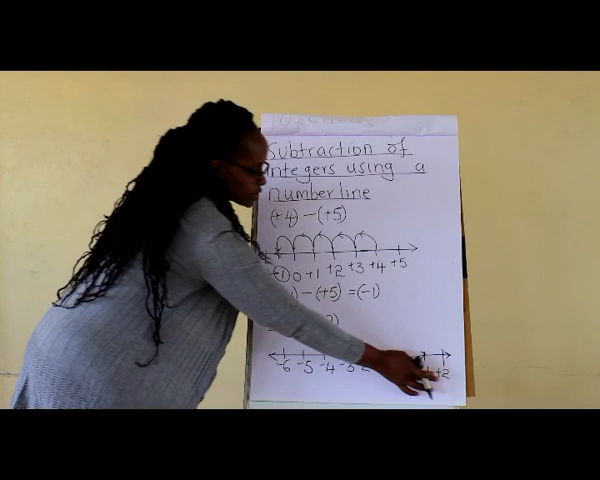 Subtraction of
integers using a
numberline
(+4) - (+5)
-1 0 +1 +2 +3 +4 +5
- (+5) = (-1)
-6 -5 -4 -3 +2